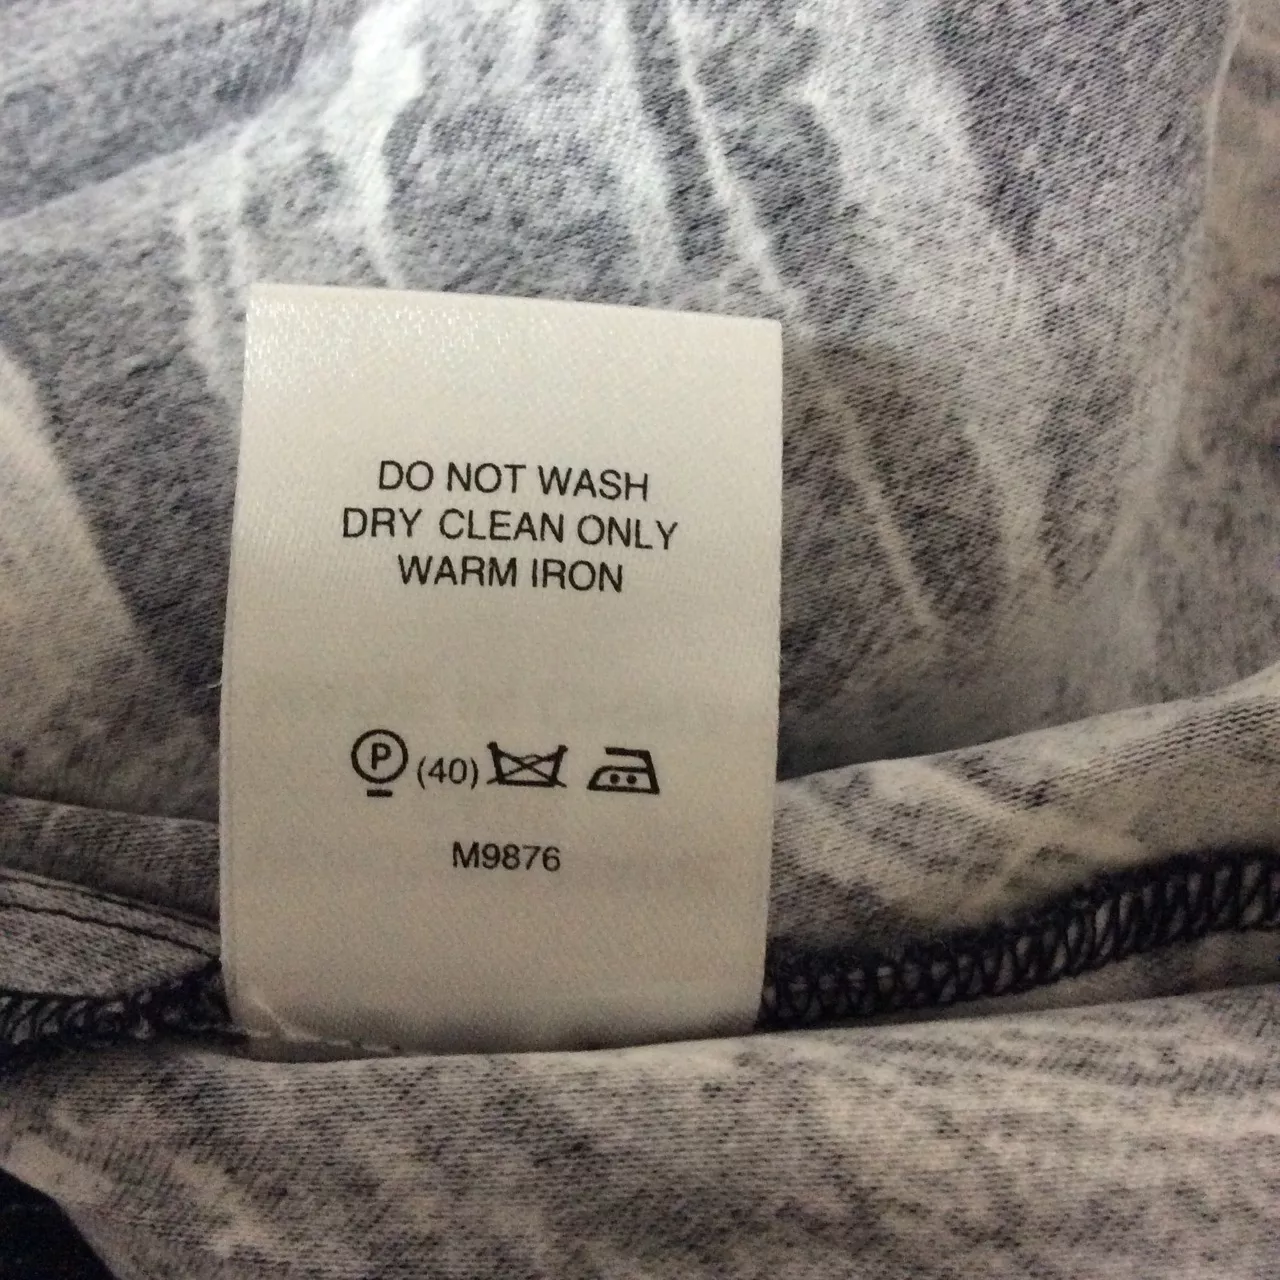 DO NOT WASH
DRY CLEAN ONLY
WARM IRON
P (40)
M9876